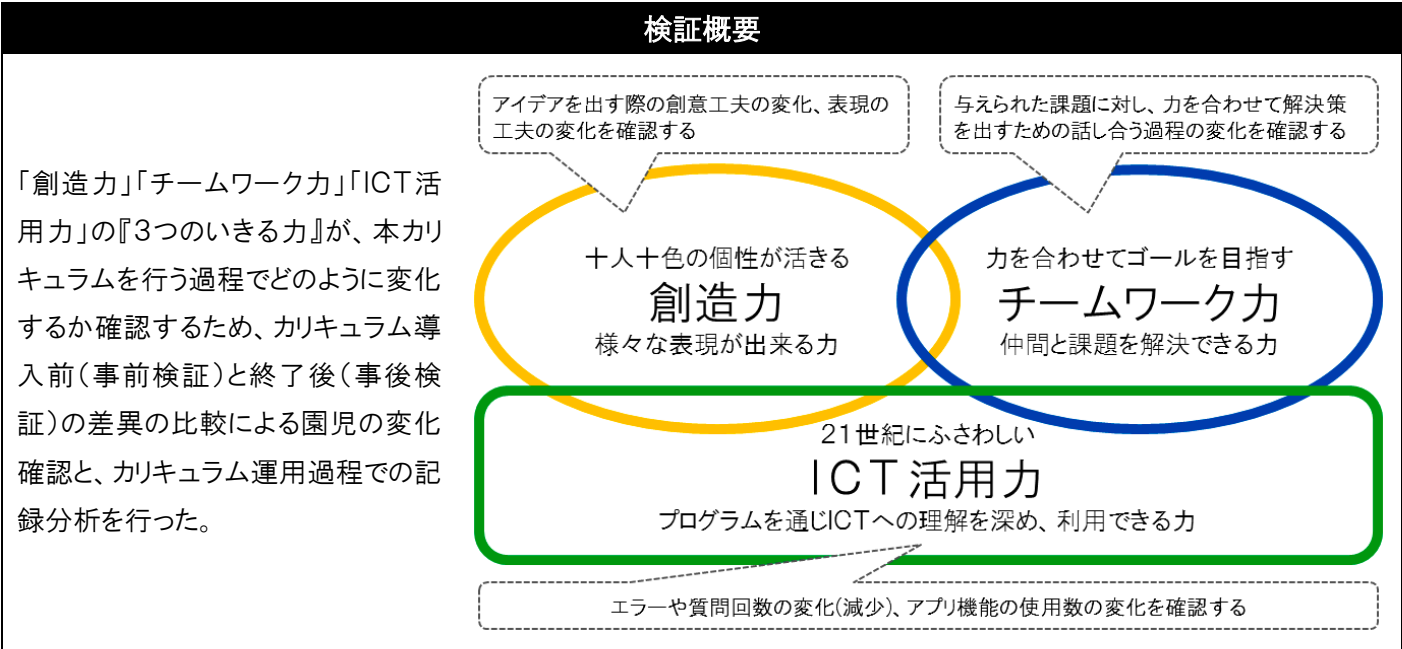 検証概要
「創造力」「チームワーク力」「ICT活
用力」の『3つのいきる力』が、本カリ
キュラムを行う過程でどのように変化
するか確認するため、カリキュラム導
入前（事前検証）と終了後（事後検
証）の差異の比較による園児の変化
確認と、カリキュラム運用過程での記
録分析を行った。
アイデアを出す際の創意工夫の変化、表現の
工夫の変化を確認する
与えられた課題に対し、力を合わせて解決策
を出すための話し合う過程の変化を確認する
十人十色の個性が活きる
創造力
様々な表現が出来る力
力を合わせてゴールを目指す
チームワーク力
仲間と課題を解決できる力
21世紀にふさわしい
ICT活用力
プログラムを通じICTへの理解を深め、利用できる力
エラーや質問回数の変化(減少)、アプリ機能の使用数の変化を確認する